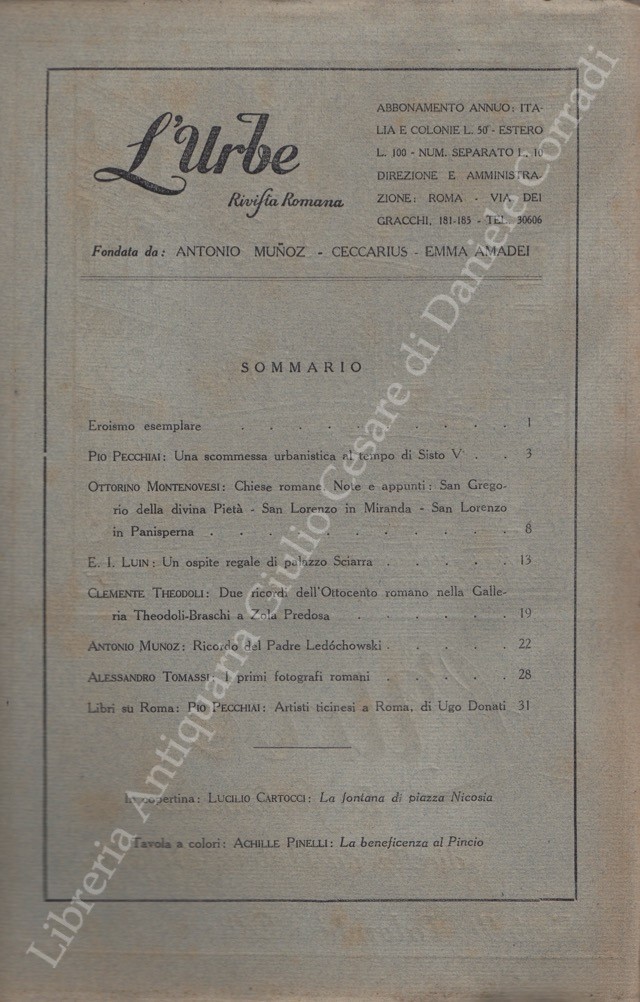 L'Urbe
Rivista Romana
ABBONAMENTO ANNUO: ITA-
LIA E COLONIE L. 50 - ESTERO
L. 100 - NUM. SEPARATO L. 10
DIREZIONE E AMMINISTRA-
ZIONE: ROMA - VIA DEI
GRACCHI, 181-185 - TEL. 30606
Fondata da: ANTONIO MUÑOZ - CECCARIUS - EMMA AMADEI
SOMMARIO
Eroismo esemplare . . . . . . . . . . 1
PIO PECCHIAI: Una scommessa urbanistica al tempo di Sisto V . . 3
OTTORINO MONTENOVESI: Chiese romane. Note e appunti: San Grego-
rio della divina Pietà - San Lorenzo in Miranda - San Lorenzo
in Panisperna . . . . . . . . . . . 8
E. I. LUIN: Un ospite regale di palazzo Sciarra . . . . . 13
CLEMENTE THEODOLI: Due ricordi dell'Ottocento romano nella Galle-
ria Theodoli-Braschi a Zola Predosa . . . . . . 19
ANTONIO MUNOZ: Ricordo del Padre Ledóchowski . . . . . 22
ALESSANDRO TOMASSI: I primi fotografi romani . . . . . 28
Libri su Roma: PIO PECCHIAI: Artisti ticinesi a Roma, di Ugo Donati 31
In copertina: LUCILIO CARTOCCI: La fontana di piazza Nicosia
Tavola a colori: ACHILLE PINELLI: La beneficenza al Pincio
Libreria Antiquaria Giulio Cesare di Daniele Corradi